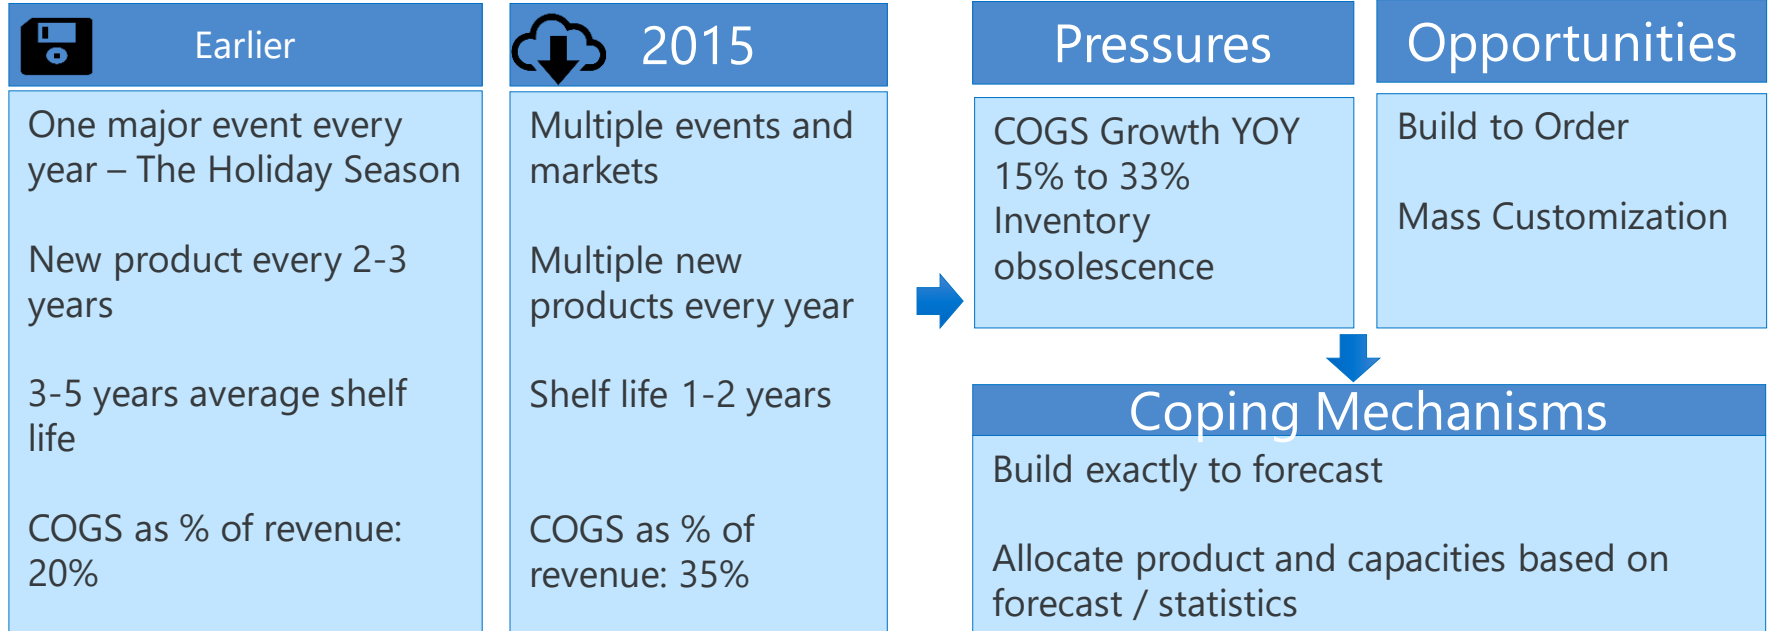 Earlier
One major event every
year – The Holiday Season
New product every 2-3
years
3-5 years average shelf
life
COGS as % of revenue:
20%
2015
Multiple events and
markets
Multiple new
products every year
Shelf life 1-2 years
COGS as % of
revenue: 35%
Pressures
COGS Growth YOY
15% to 33%
Inventory
obsolescence
Opportunities
Build to Order
Mass Customization
Coping Mechanisms
Build exactly to forecast
Allocate product and capacities based on
forecast / statistics